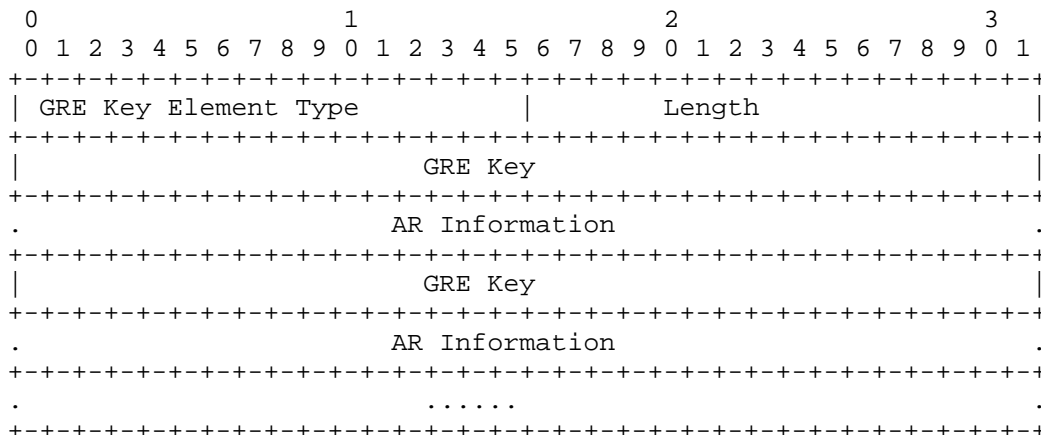 0                   1                   2                   3
 0 1 2 3 4 5 6 7 8 9 0 1 2 3 4 5 6 7 8 9 0 1 2 3 4 5 6 7 8 9 0 1
+-+-+-+-+-+-+-+-+-+-+-+-+-+-+-+-+-+-+-+-+-+-+-+-+-+-+-+-+-+-+-+-+
| GRE Key Element Type          |        Length                 |
+-+-+-+-+-+-+-+-+-+-+-+-+-+-+-+-+-+-+-+-+-+-+-+-+-+-+-+-+-+-+-+-+
|                         GRE Key                               |
+-+-+-+-+-+-+-+-+-+-+-+-+-+-+-+-+-+-+-+-+-+-+-+-+-+-+-+-+-+-+-+-+
.                       AR Information                          .
+-+-+-+-+-+-+-+-+-+-+-+-+-+-+-+-+-+-+-+-+-+-+-+-+-+-+-+-+-+-+-+-+
|                         GRE Key                               |
+-+-+-+-+-+-+-+-+-+-+-+-+-+-+-+-+-+-+-+-+-+-+-+-+-+-+-+-+-+-+-+-+
.                       AR Information                          .
+-+-+-+-+-+-+-+-+-+-+-+-+-+-+-+-+-+-+-+-+-+-+-+-+-+-+-+-+-+-+-+-+
.                         ......                                .
+-+-+-+-+-+-+-+-+-+-+-+-+-+-+-+-+-+-+-+-+-+-+-+-+-+-+-+-+-+-+-+-+